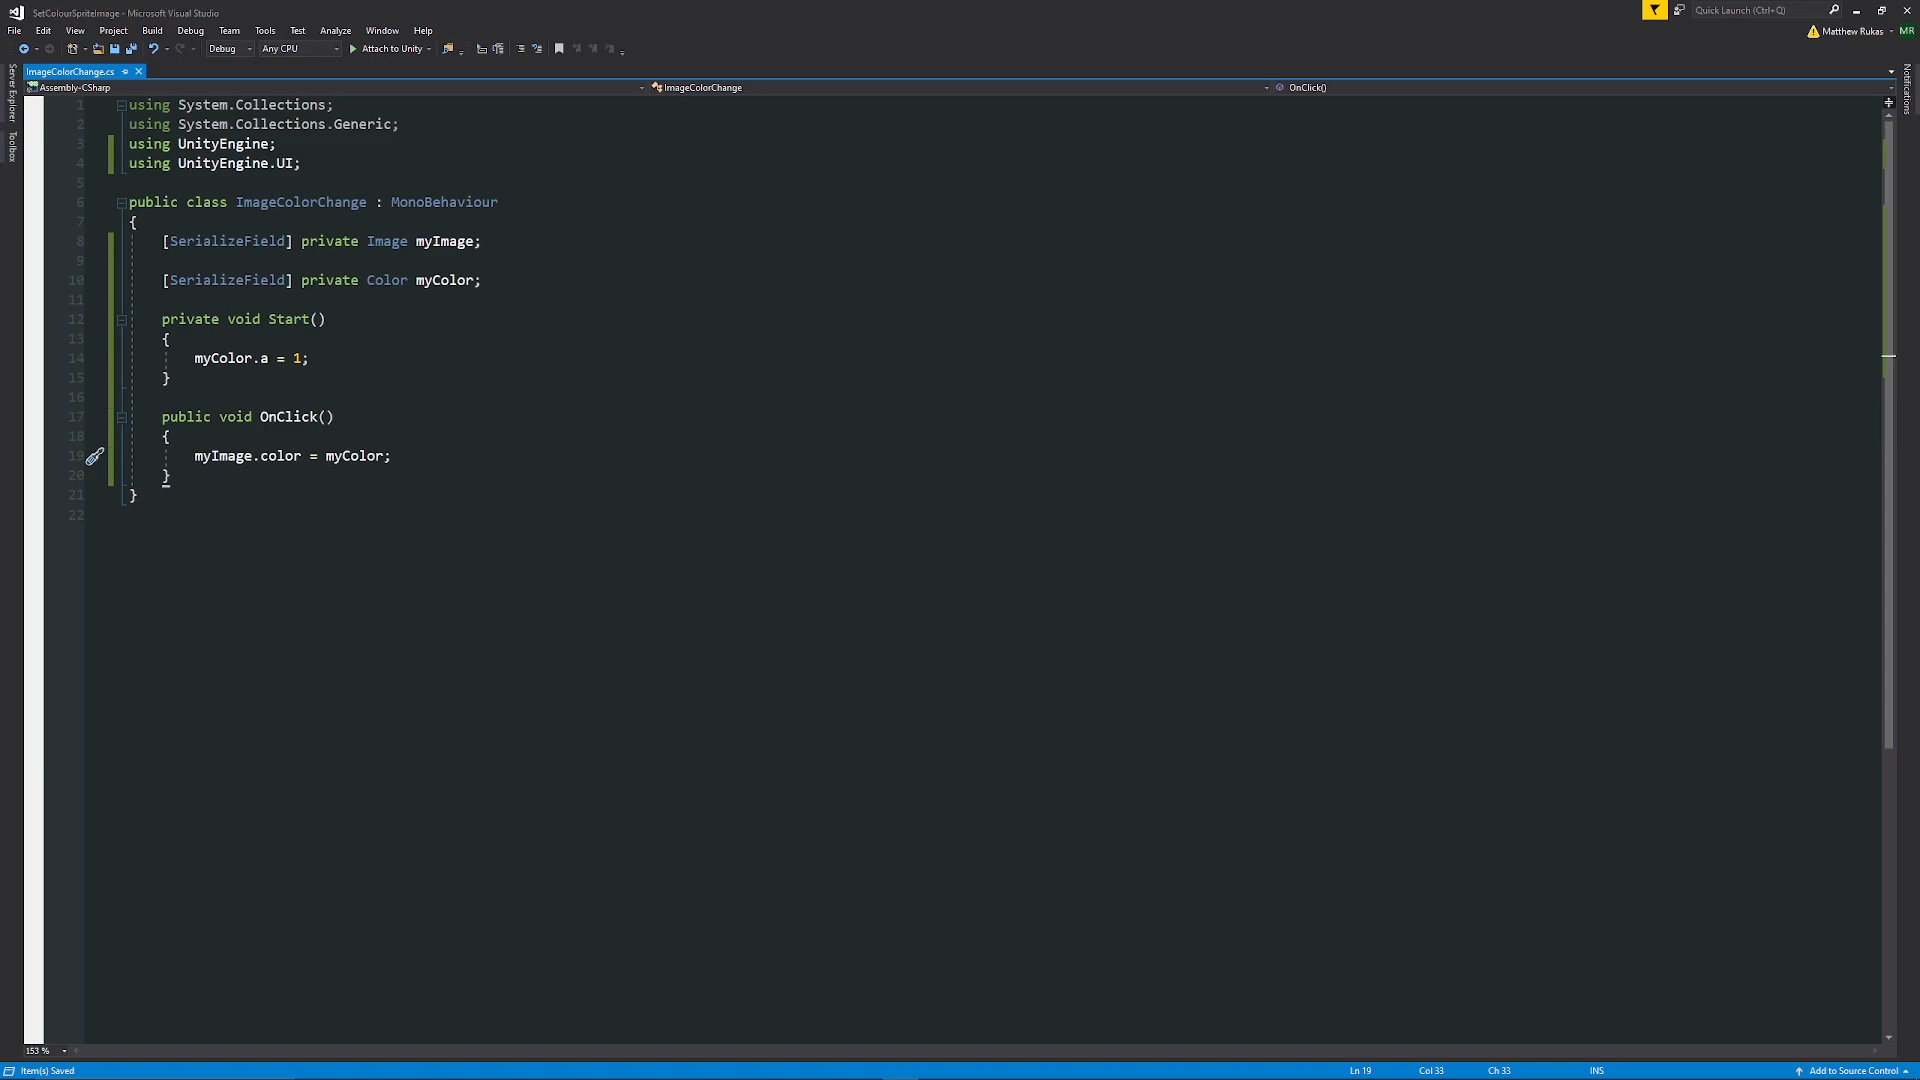 SetColourSpriteImage - Microsoft Visual Studio
Quick Launch (Ctrl+Q)
File Edit View Project Build Debug Team Tools Test Analyze Window Help
Matthew Rukas MR
Debug Any CPU Attach to Unity
Server Explorer
Toolbox
Notifications
ImageColorChange.cs
Assembly-CSharp ImageColorChange OnClick()
1 using System.Collections;
2 using System.Collections.Generic;
3 using UnityEngine;
4 using UnityEngine.UI;
5
6 public class ImageColorChange : MonoBehaviour
7 {
8 [SerializeField] private Image myImage;
9
10 [SerializeField] private Color myColor;
11
12 private void Start()
13 {
14 myColor.a = 1;
15 }
16
17 public void OnClick()
18 {
19 myImage.color = myColor;
20 }
21 }
22
153 %
Item(s) Saved Ln 19 Col 33 Ch 33 INS Add to Source Control